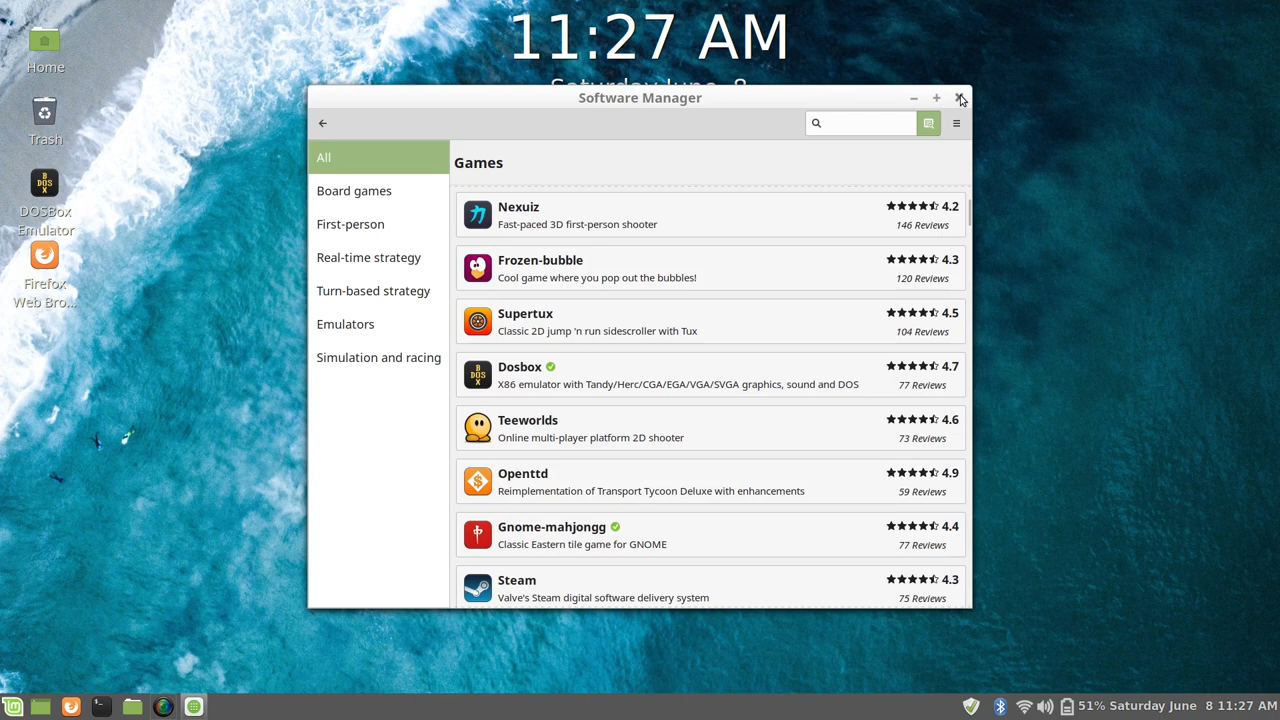 11:27 AM
Saturday June 8
Home
Trash
DOSBox
Emulator
Firefox
Web Bro...
Software Manager
All
Board games
First-person
Real-time strategy
Turn-based strategy
Emulators
Simulation and racing
Games
Nexuiz
Fast-paced 3D first-person shooter
4.2
146 Reviews
Frozen-bubble
Cool game where you pop out the bubbles!
4.3
120 Reviews
Supertux
Classic 2D jump 'n run sidescroller with Tux
4.5
104 Reviews
Dosbox
X86 emulator with Tandy/Herc/CGA/EGA/VGA/SVGA graphics, sound and DOS
4.7
77 Reviews
Teeworlds
Online multi-player platform 2D shooter
4.6
73 Reviews
Openttd
Reimplementation of Transport Tycoon Deluxe with enhancements
4.9
59 Reviews
Gnome-mahjongg
Classic Eastern tile game for GNOME
4.4
77 Reviews
Steam
Valve's Steam digital software delivery system
4.3
75 Reviews
51% Saturday June 8 11:27 AM